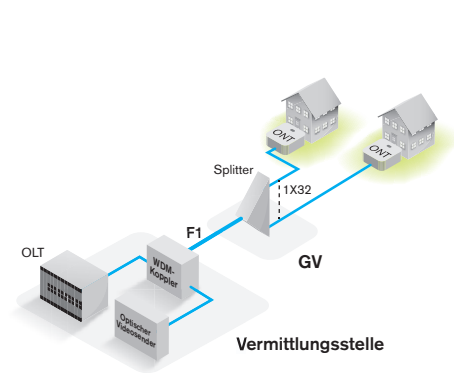 ONT
ONT
Splitter
1X32
F1
GV
OLT
WDM-
Koppler
Optischer
Videosender
Vermittlungsstelle